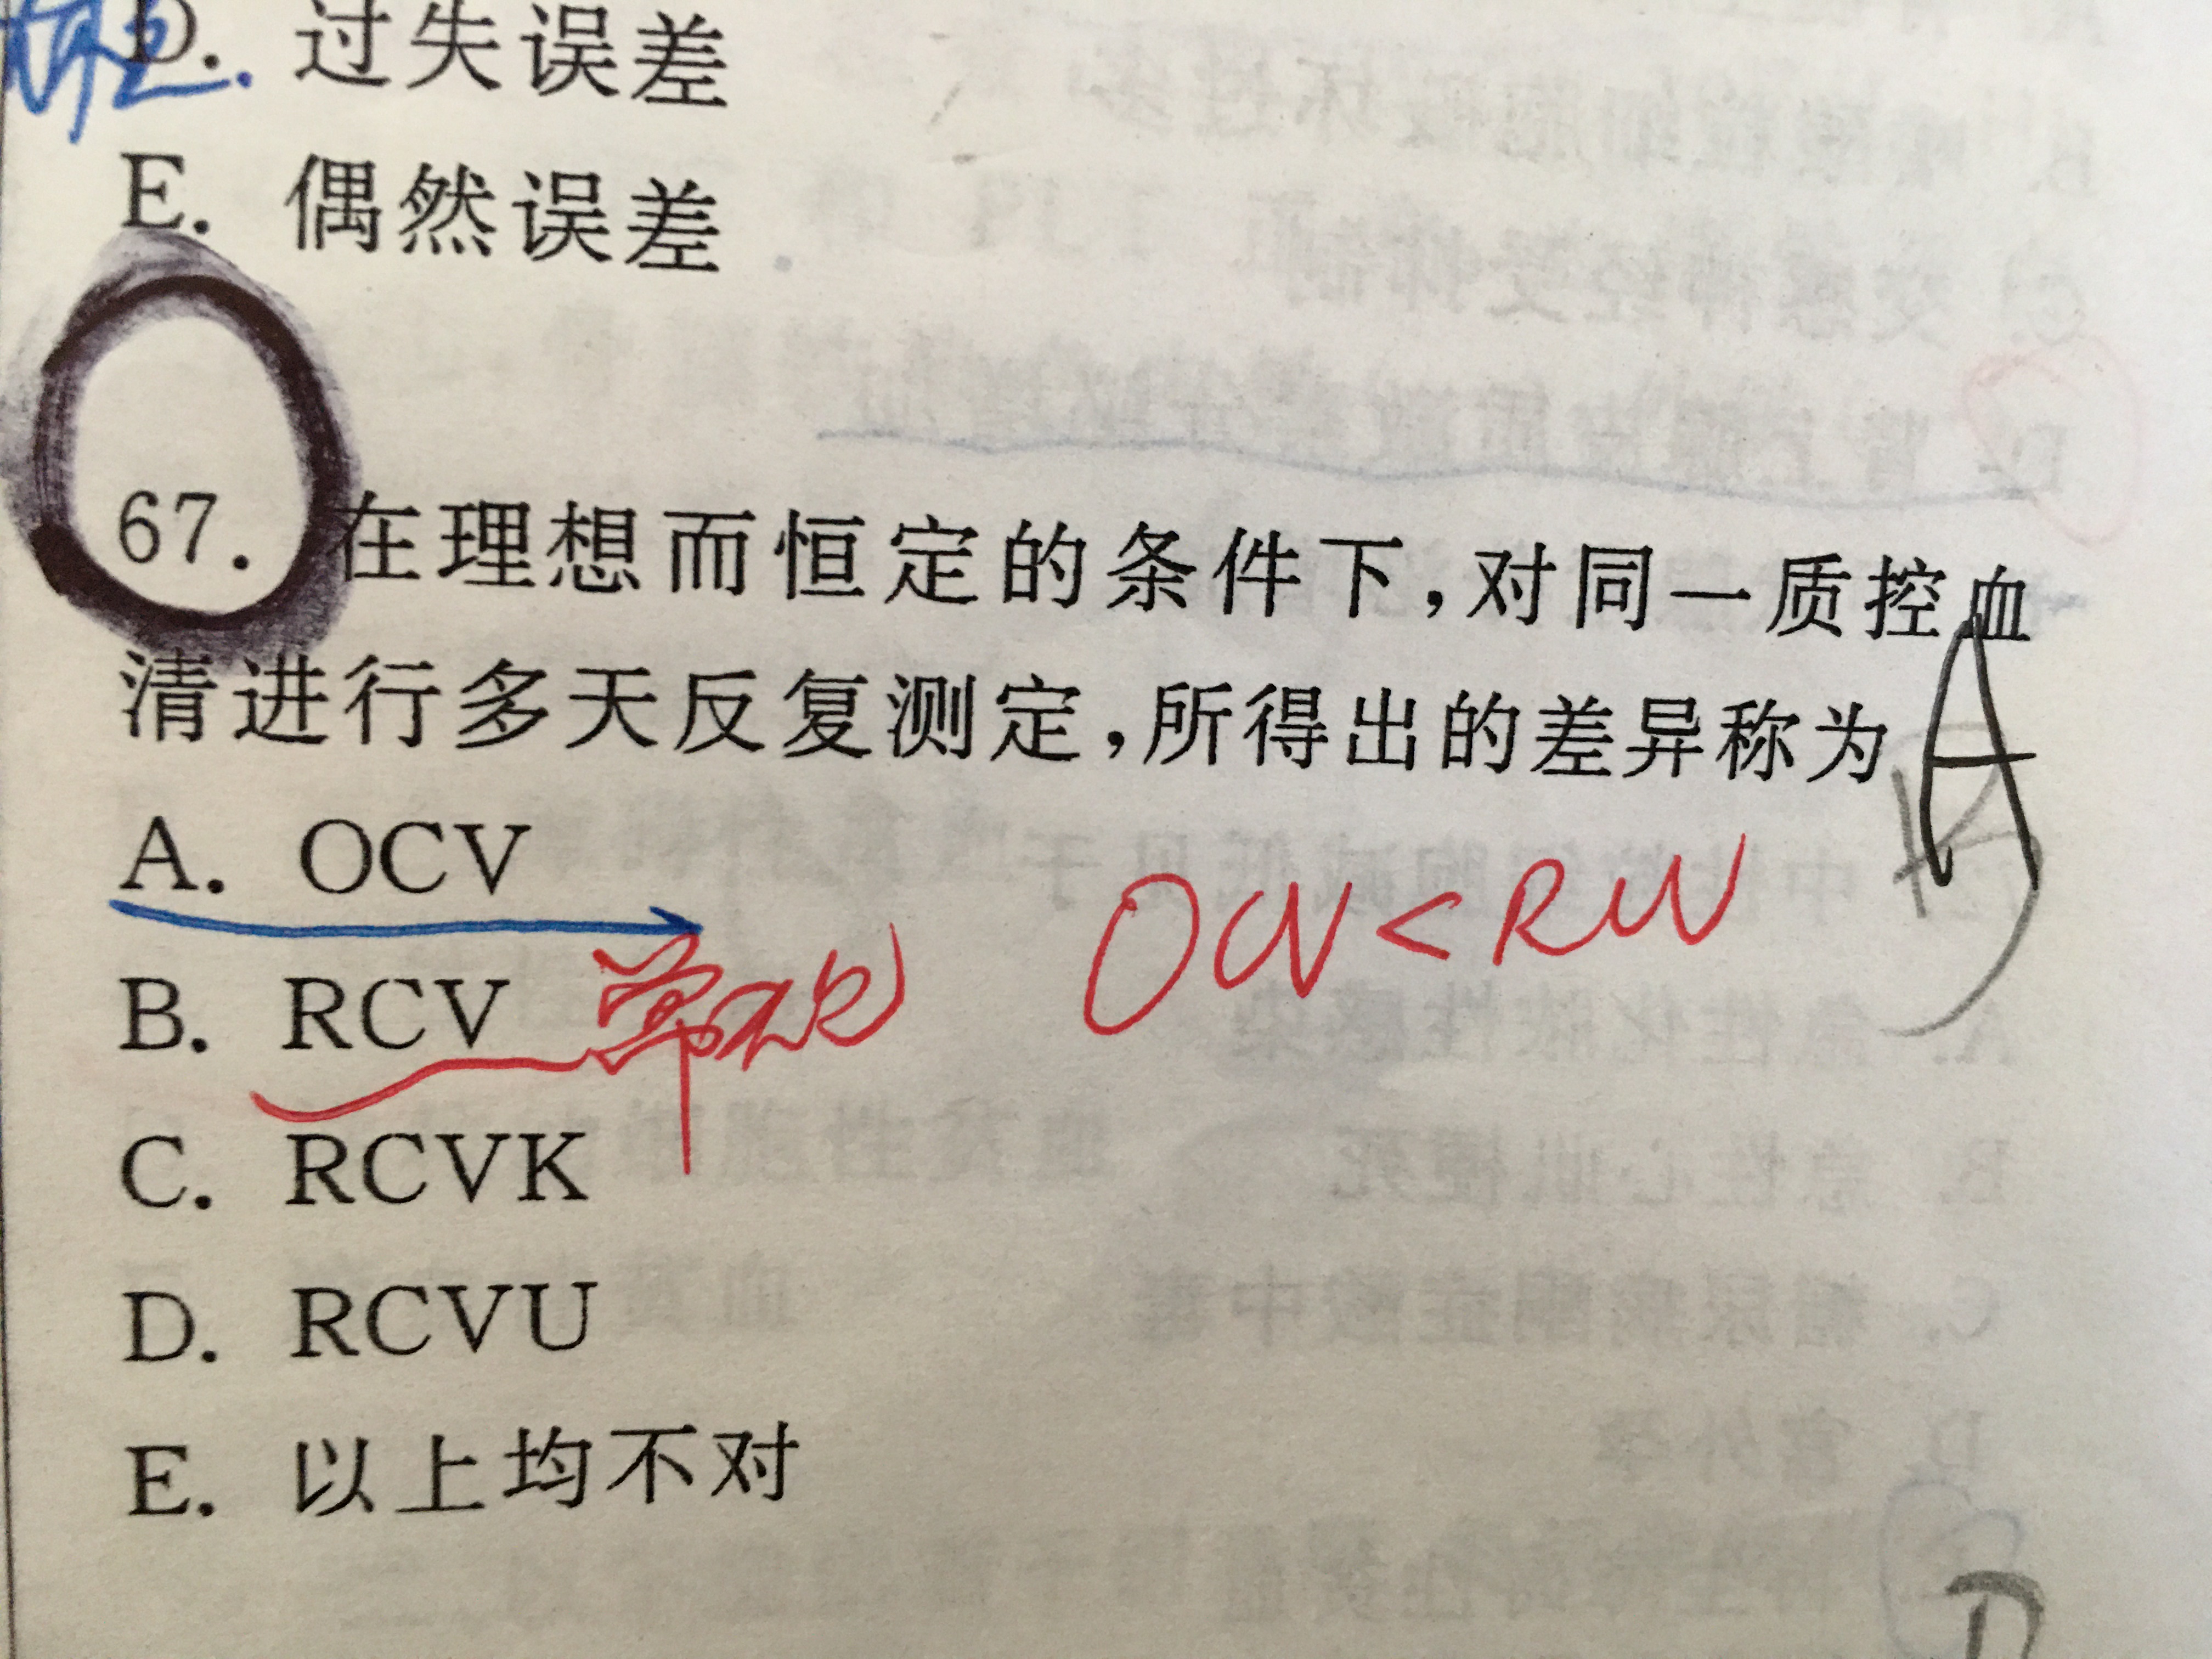 D. 过失误差
E. 偶然误差
67. 在理想而恒定的条件下,对同一质控血
清进行多天反复测定,所得出的差异称为
A
A. OCV
B. RCV 常规
OCV < RCV
C. RCVK
D. RCVU
E. 以上均不对